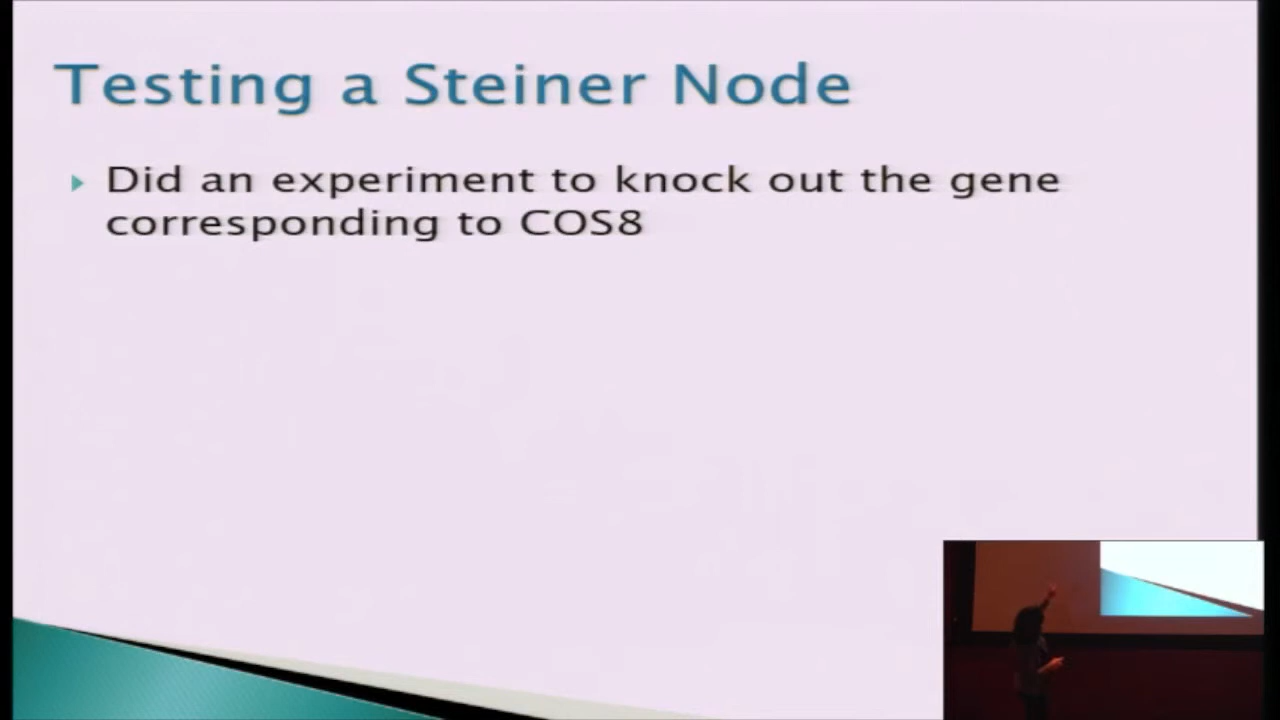 Testing a Steiner Node
Did an experiment to knock out the gene
corresponding to COS8